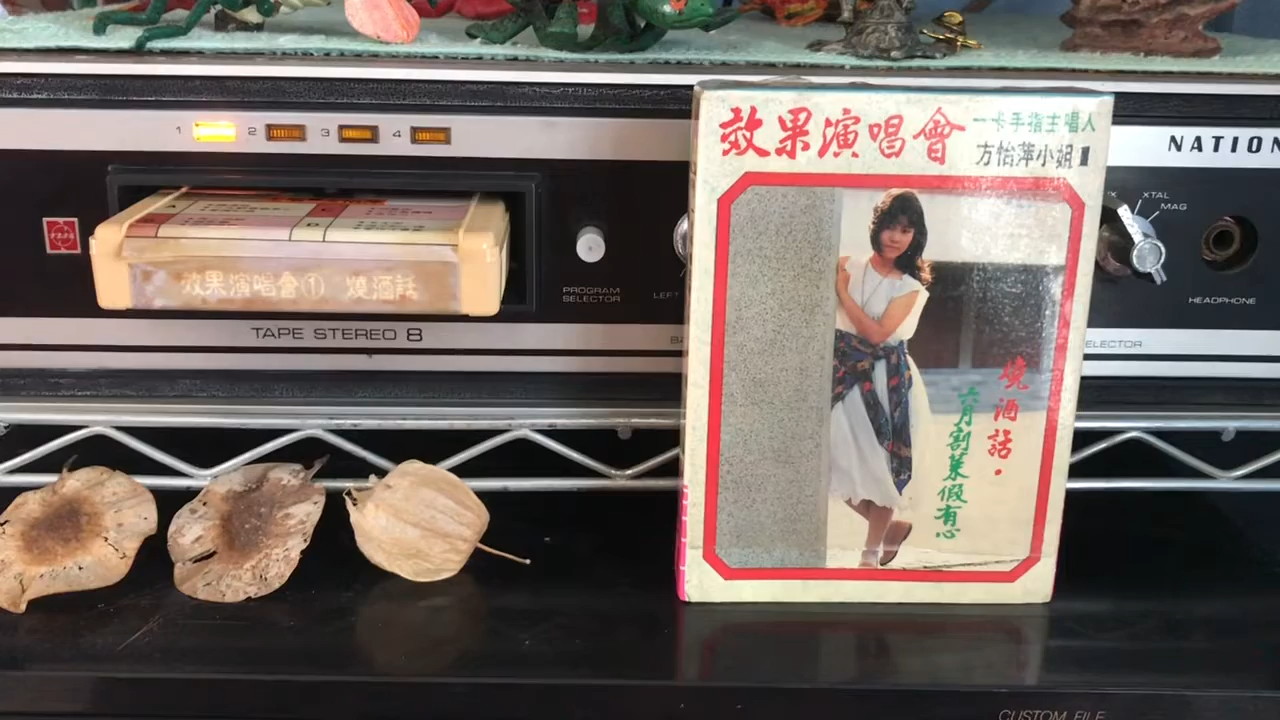 1 2 3 4
效果演唱會① 燒酒話
PROGRAM
SELECTOR
LEFT
TAPE STEREO 8
效果演唱會
一卡手指主唱人
方怡萍小姐
燒酒話·
六月割菜假有心
NATION
XTAL
MAG
HEADPHONE
ELECTOR
CUSTOM FILE